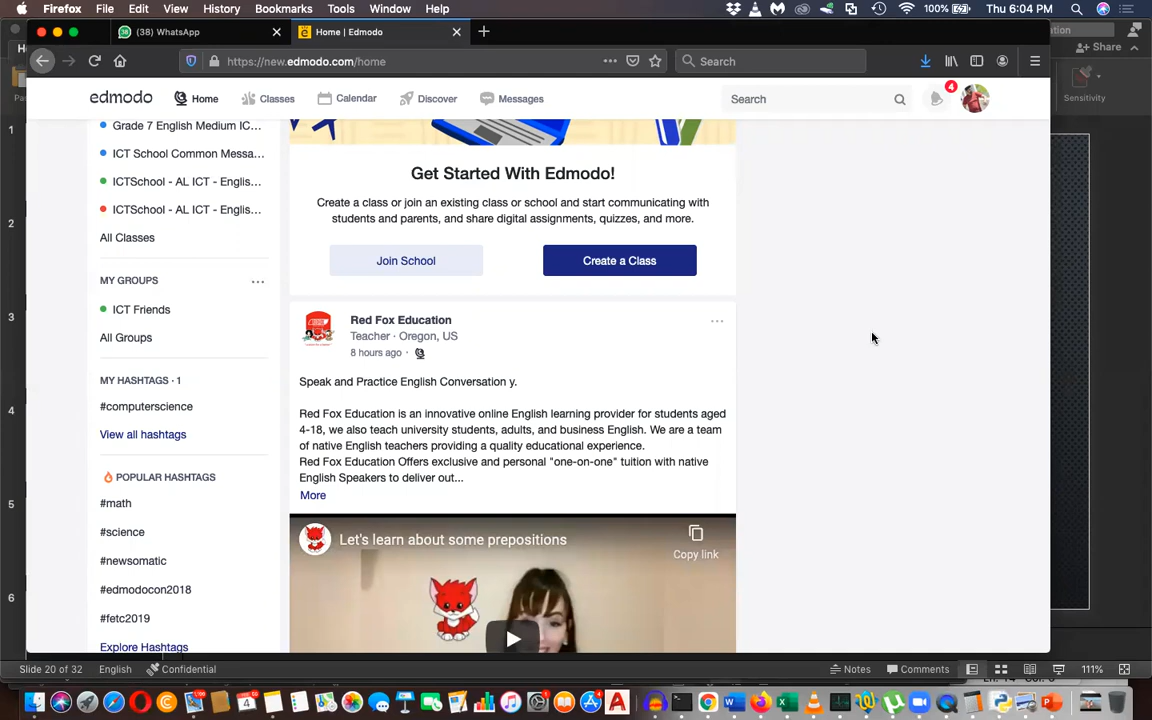 Firefox File Edit View History Bookmarks Tools Window Help 100% Thu 6:04 PM
(38) WhatsApp
Home | Edmodo
https://new.edmodo.com/home
Search
Share
edmodo Home Classes Calendar Discover Messages Search 4
Sensitivity
Grade 7 English Medium IC...
ICT School Common Messa...
ICTSchool - AL ICT - Englis...
ICTSchool - AL ICT - Englis...
All Classes
MY GROUPS
ICT Friends
All Groups
MY HASHTAGS · 1
#computerscience
View all hashtags
POPULAR HASHTAGS
#math
#science
#newsomatic
#edmodocon2018
#fetc2019
Explore Hashtags
Get Started With Edmodo!
Create a class or join an existing class or school and start communicating with
students and parents, and share digital assignments, quizzes, and more.
Join School
Create a Class
Red Fox Education
Teacher · Oregon, US
8 hours ago ·
Speak and Practice English Conversation y.
Red Fox Education is an innovative online English learning provider for students aged
4-18, we also teach university students, adults, and business English. We are a team
of native English teachers providing a quality educational experience.
Red Fox Education Offers exclusive and personal "one-on-one" tuition with native
English Speakers to deliver out...
More
Let's learn about some prepositions
Copy link
1
2
3
4
5
6
Slide 20 of 32 English Confidential Notes Comments 111%